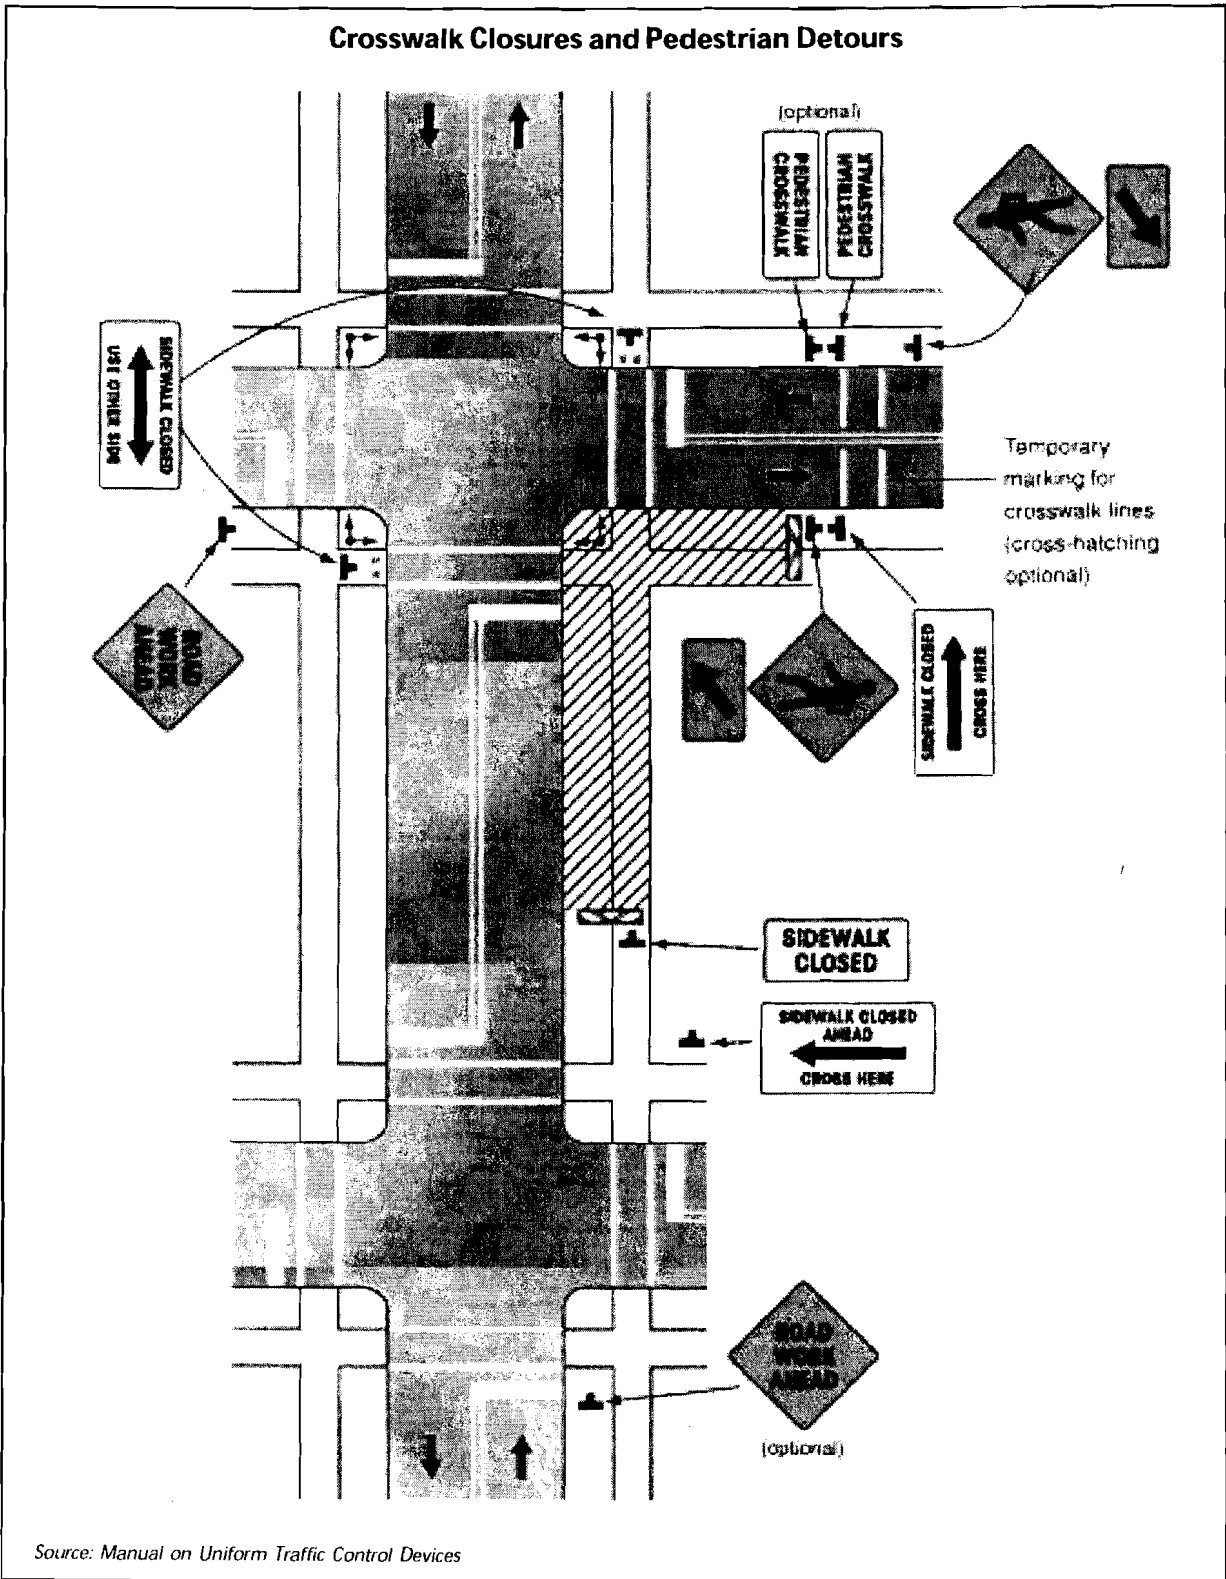 Crosswalk Closures and Pedestrian Detours
(optional)
PEDESTRIAN
CROSSWALK
PEDESTRIAN
CROSSWALK
SIDEWALK CLOSED
USE OTHER SIDE
Temporary
marking for
crosswalk lines
(cross-hatching
optional)
ROAD
WORK
AHEAD
SIDEWALK CLOSED
CROSS HERE
SIDEWALK
CLOSED
SIDEWALK CLOSED
AHEAD
CROSS HERE
ROAD
WORK
AHEAD
(optional)
Source: Manual on Uniform Traffic Control Devices